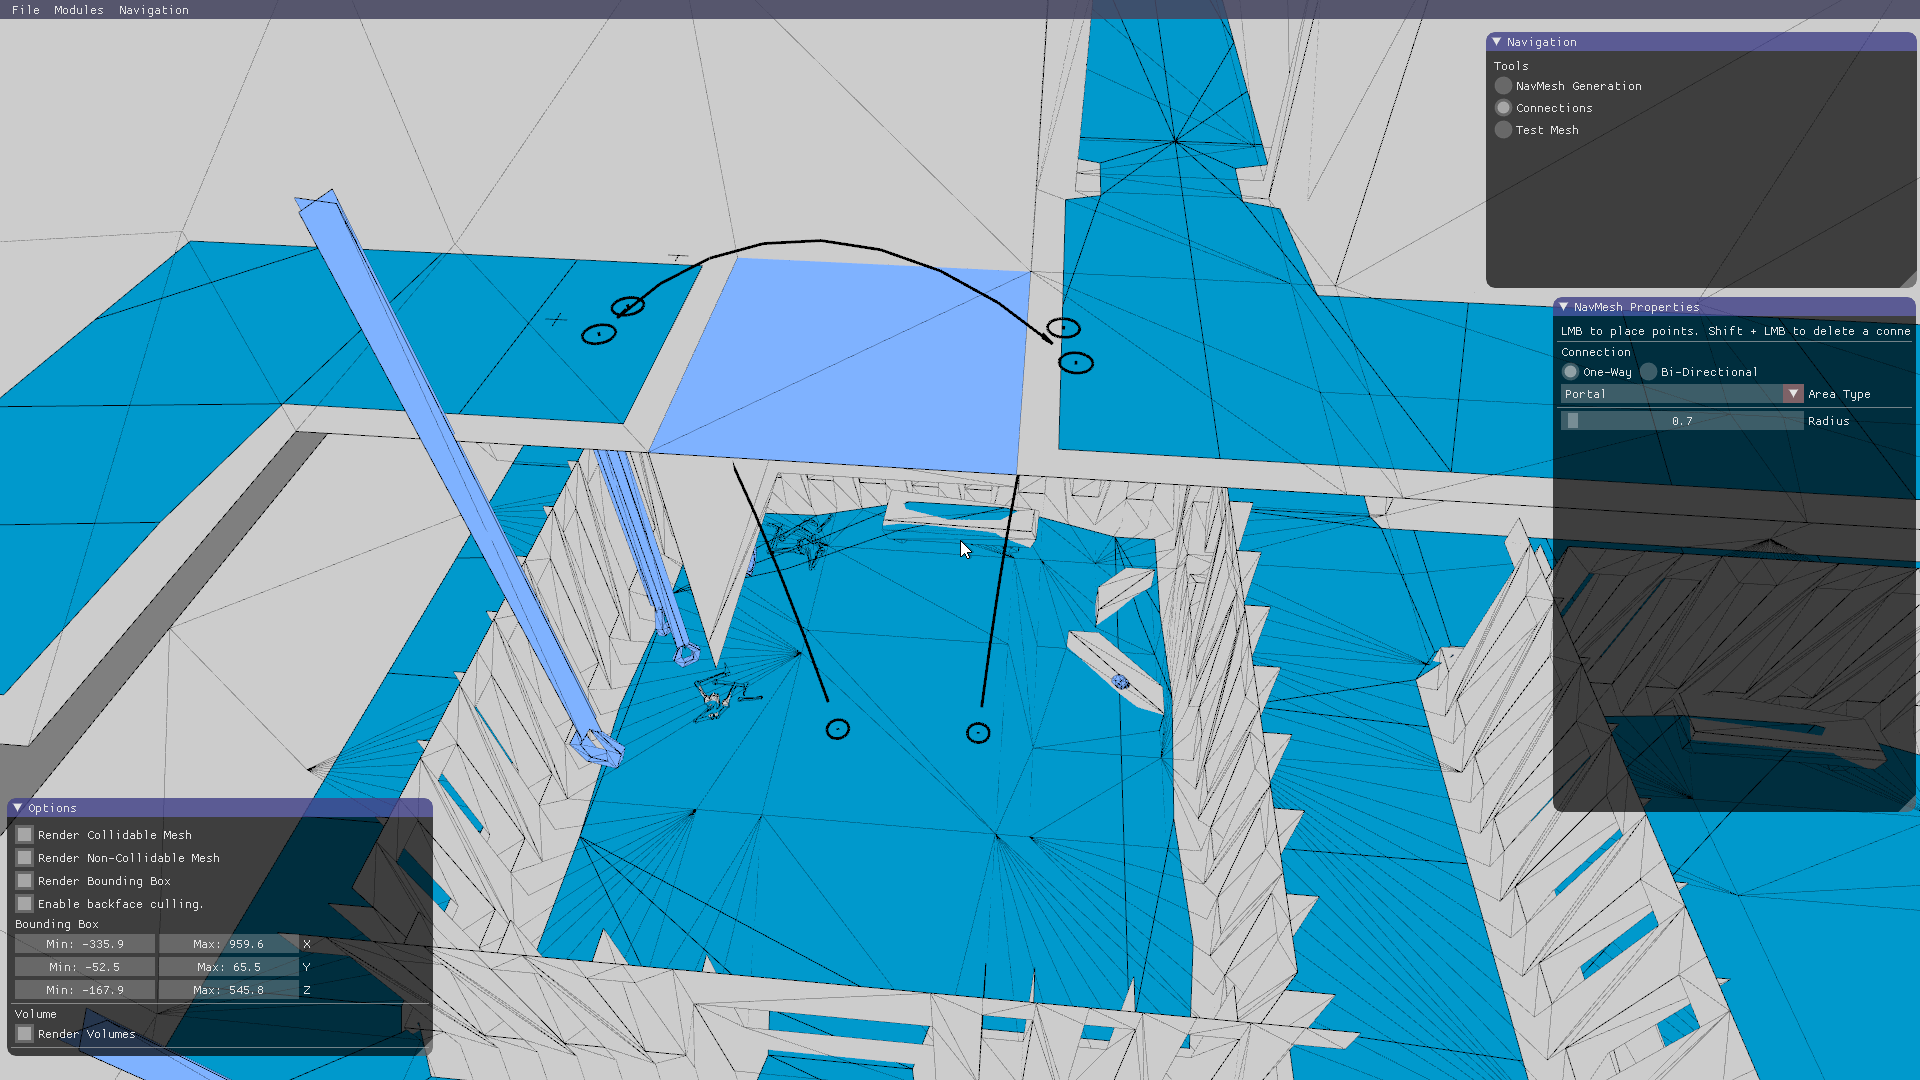 File Modules Navigation
Navigation
Tools
NavMesh Generation
Connections
Test Mesh
NavMesh Properties
LMB to place points. Shift + LMB to delete a conne
Connection
One-Way Bi-Directional
Portal Area Type
0.7 Radius
Options
Render Collidable Mesh
Render Non-Collidable Mesh
Render Bounding Box
Enable backface culling.
Bounding Box
Min: -335.9 Max: 959.6 X
Min: -52.5 Max: 65.5 Y
Min: -167.9 Max: 545.8 Z
Volume
Render Volumes